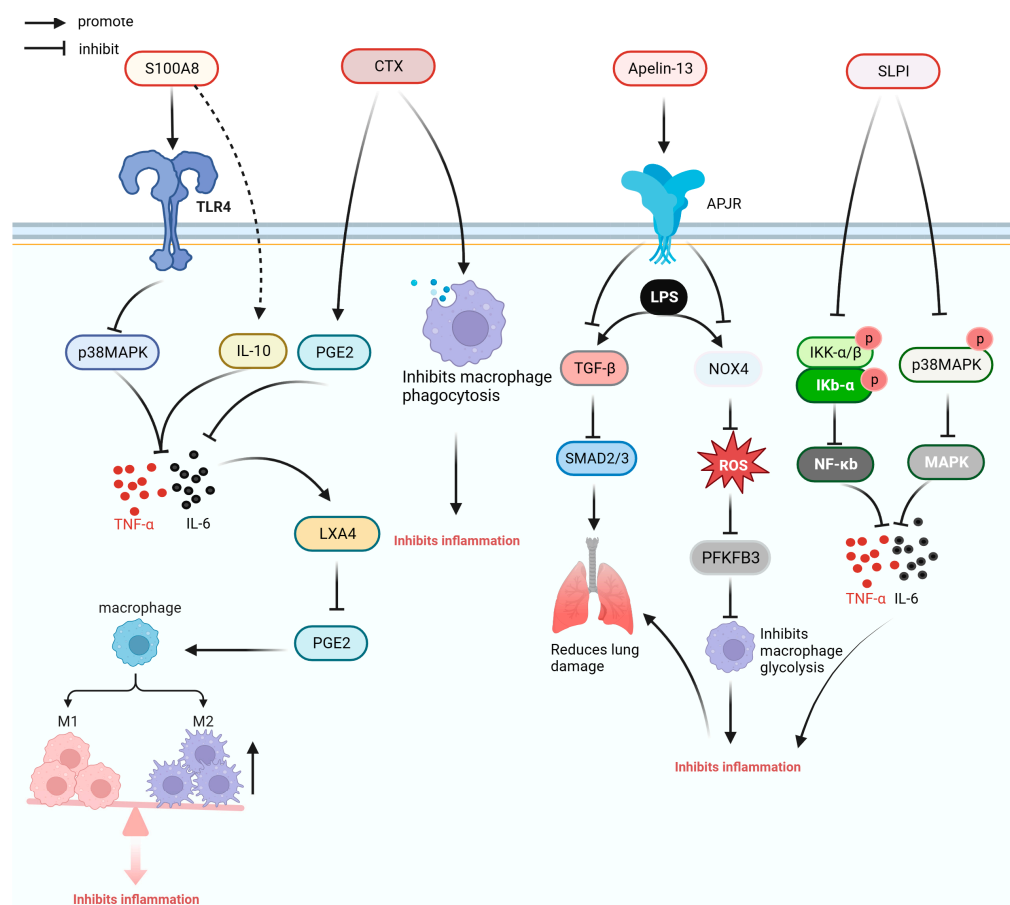 promote
inhibit
S100A8
CTX
Apelin-13
SLPI
TLR4
APJR
LPS
p38MAPK
IL-10
PGE2
Inhibits macrophage
phagocytosis
TGF-β
NOX4
p
IKK-α/β
IKb-α
p
p
p38MAPK
SMAD2/3
ROS
NF-κb
MAPK
TNF-α
IL-6
LXA4
Inhibits inflammation
PFKFB3
TNF-α
IL-6
macrophage
PGE2
Reduces lung
damage
Inhibits
macrophage
glycolysis
M1
M2
Inhibits inflammation
Inhibits inflammation